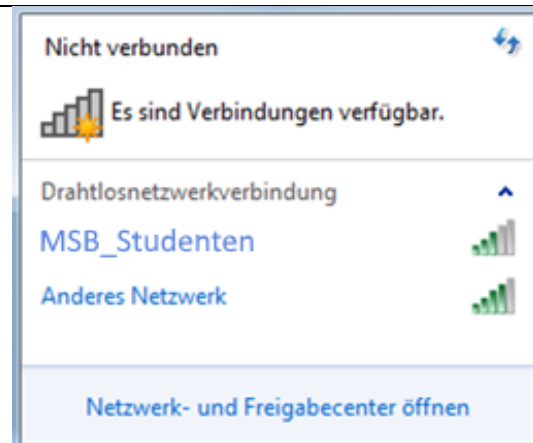 Nicht verbunden
Es sind Verbindungen verfügbar.
Drahtlosnetzwerkverbindung
MSB_Studenten
Anderes Netzwerk
Netzwerk- und Freigabecenter öffnen